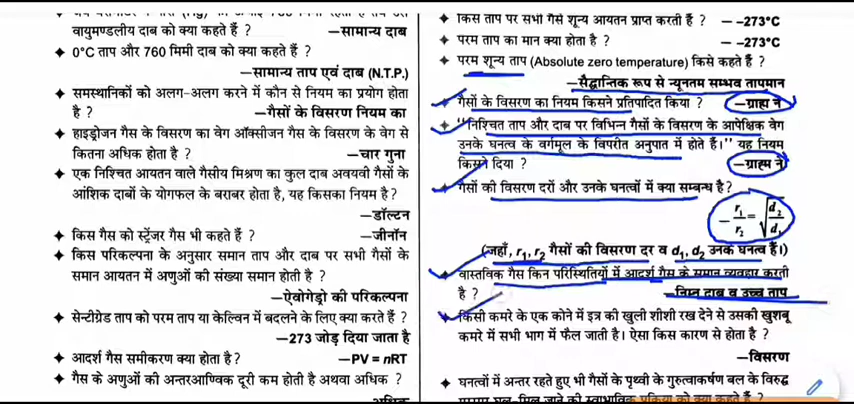 वायुमण्डलीय दाब को क्या कहते हैं ?
—सामान्य दाब
0°C ताप और 760 मिमी दाब को क्या कहते हैं ?
—सामान्य ताप एवं दाब (N.T.P.)
समस्थानिकों को अलग-अलग करने में कौन से नियम का प्रयोग होता
है ?
—गैसों के विसरण नियम का
हाइड्रोजन गैस के विसरण का वेग ऑक्सीजन गैस के विसरण के वेग से
कितना अधिक होता है ?
—चार गुना
एक निश्चित आयतन वाले गैसीय मिश्रण का कुल दाब अवयवी गैसों के
आंशिक दाबों के योगफल के बराबर होता है, यह किसका नियम है ?
—डॉल्टन
किस गैस को स्ट्रेंजर गैस भी कहते हैं ?
—जीनॉन
किस परिकल्पना के अनुसार समान ताप और दाब पर सभी गैसों के
समान आयतन में अणुओं की संख्या समान होती है ?
—ऐवोगेड्रो की परिकल्पना
सेन्टीग्रेड ताप को परम ताप या केल्विन में बदलने के लिए क्या करते हैं ?
—273 जोड़ दिया जाता है
आदर्श गैस समीकरण क्या होता है ?
—PV = nRT
गैस के अणुओं की अन्तरआण्विक दूरी कम होती है अथवा अधिक ?
किस ताप पर सभी गैसें शून्य आयतन प्राप्त करती हैं ?
— –273°C
परम ताप का मान क्या होता है ?
— –273°C
परम शून्य ताप (Absolute zero temperature) किसे कहते हैं ?
—सैद्धान्तिक रूप से न्यूनतम सम्भव तापमान
गैसों के विसरण का नियम किसने प्रतिपादित किया ?
—ग्राह्म ने
"निश्चित ताप और दाब पर विभिन्न गैसों के विसरण के आपेक्षिक वेग
उनके घनत्व के वर्गमूल के विपरीत अनुपात में होते हैं।" यह नियम
किसने दिया ?
—ग्राह्म ने
गैसों की विसरण दरों और उनके घनत्वों में क्या सम्बन्ध है?
— r₁/r₂ = √(d₂/d₁)
(जहाँ, r₁, r₂ गैसों की विसरण दर व d₁, d₂ उनके घनत्व हैं।)
वास्तविक गैस किन परिस्थितियों में आदर्श गैस के समान व्यवहार करती
है ?
—निम्न दाब व उच्च ताप
किसी कमरे के एक कोने में इत्र की खुली शीशी रख देने से उसकी खुशबू
कमरे में सभी भाग में फैल जाती है। ऐसा किस कारण से होता है ?
—विसरण
घनत्वों में अन्तर रहते हुए भी गैसों के पृथ्वी के गुरुत्वाकर्षण बल के विरुद्ध